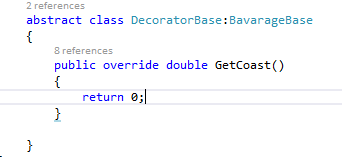 2 references
abstract class DecoratorBase:BavarageBase
{
8 references
public override double GetCoast()
{
return 0;
}
}